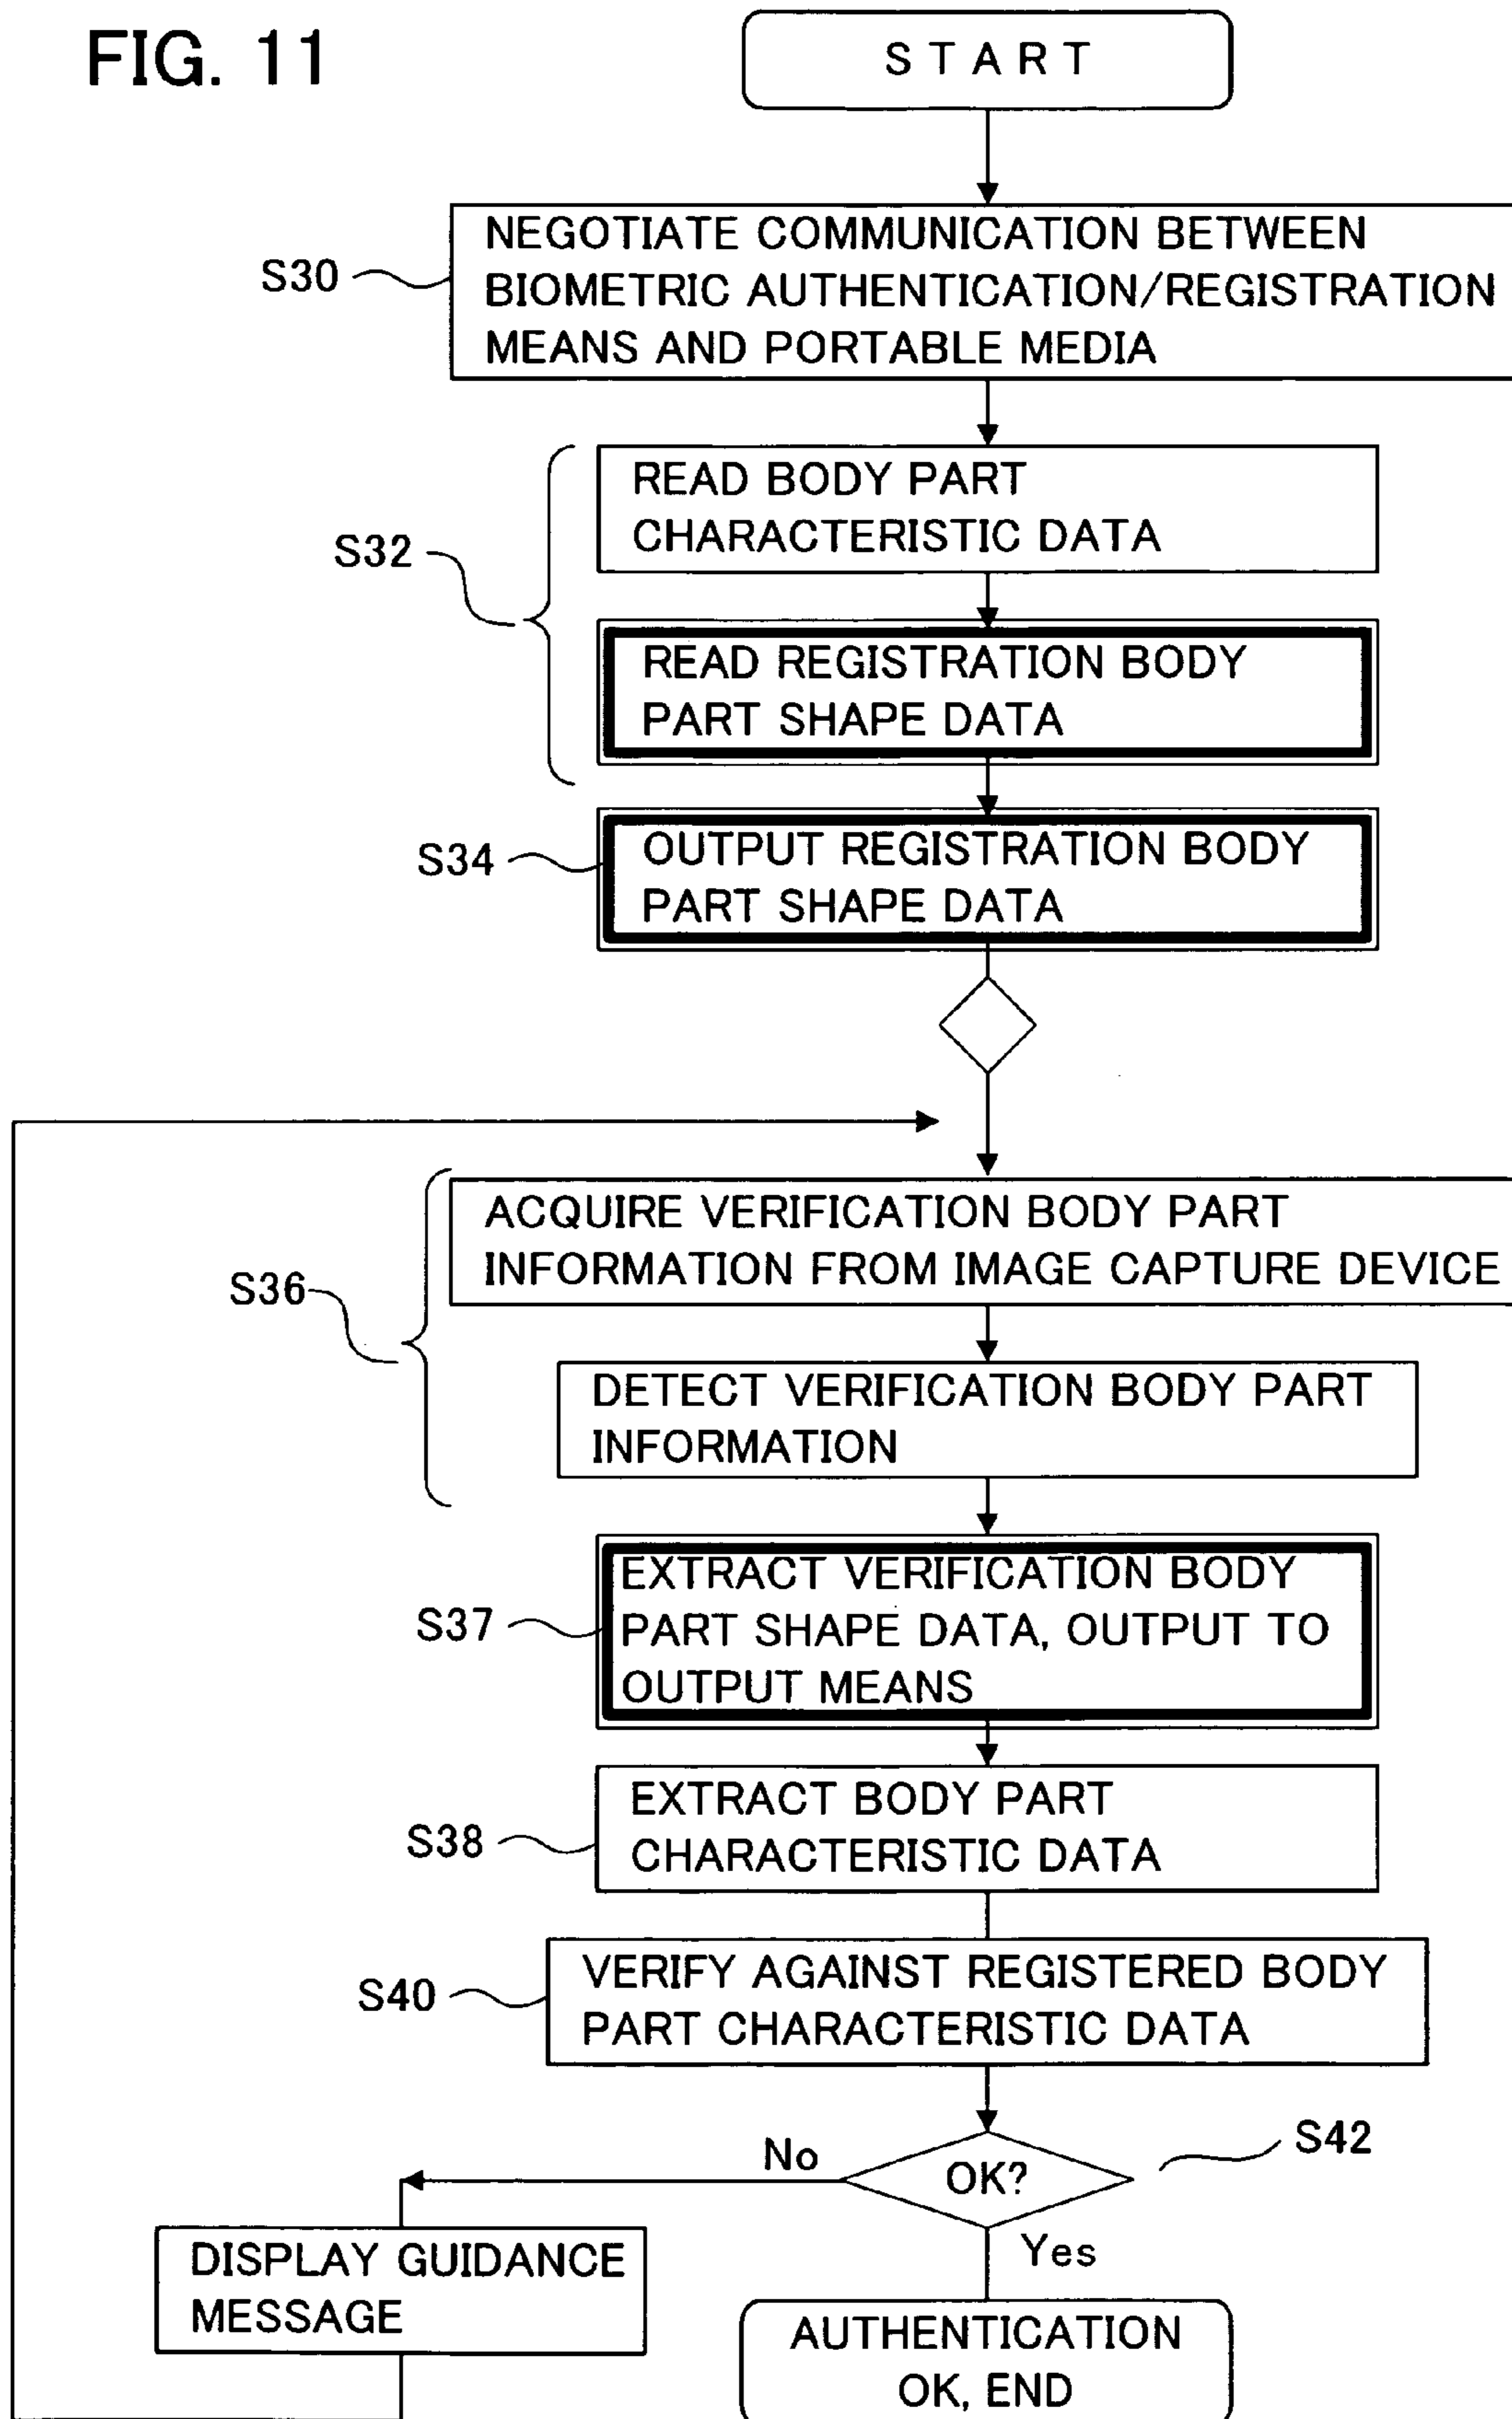 FIG. 11
START
S30
NEGOTIATE COMMUNICATION BETWEEN
BIOMETRIC AUTHENTICATION/REGISTRATION
MEANS AND PORTABLE MEDIA
S32
READ BODY PART
CHARACTERISTIC DATA
READ REGISTRATION BODY
PART SHAPE DATA
S34
OUTPUT REGISTRATION BODY
PART SHAPE DATA
S36
ACQUIRE VERIFICATION BODY PART
INFORMATION FROM IMAGE CAPTURE DEVICE
DETECT VERIFICATION BODY PART
INFORMATION
S37
EXTRACT VERIFICATION BODY
PART SHAPE DATA, OUTPUT TO
OUTPUT MEANS
S38
EXTRACT BODY PART
CHARACTERISTIC DATA
S40
VERIFY AGAINST REGISTERED BODY
PART CHARACTERISTIC DATA
S42
OK?
No
Yes
DISPLAY GUIDANCE
MESSAGE
AUTHENTICATION
OK, END